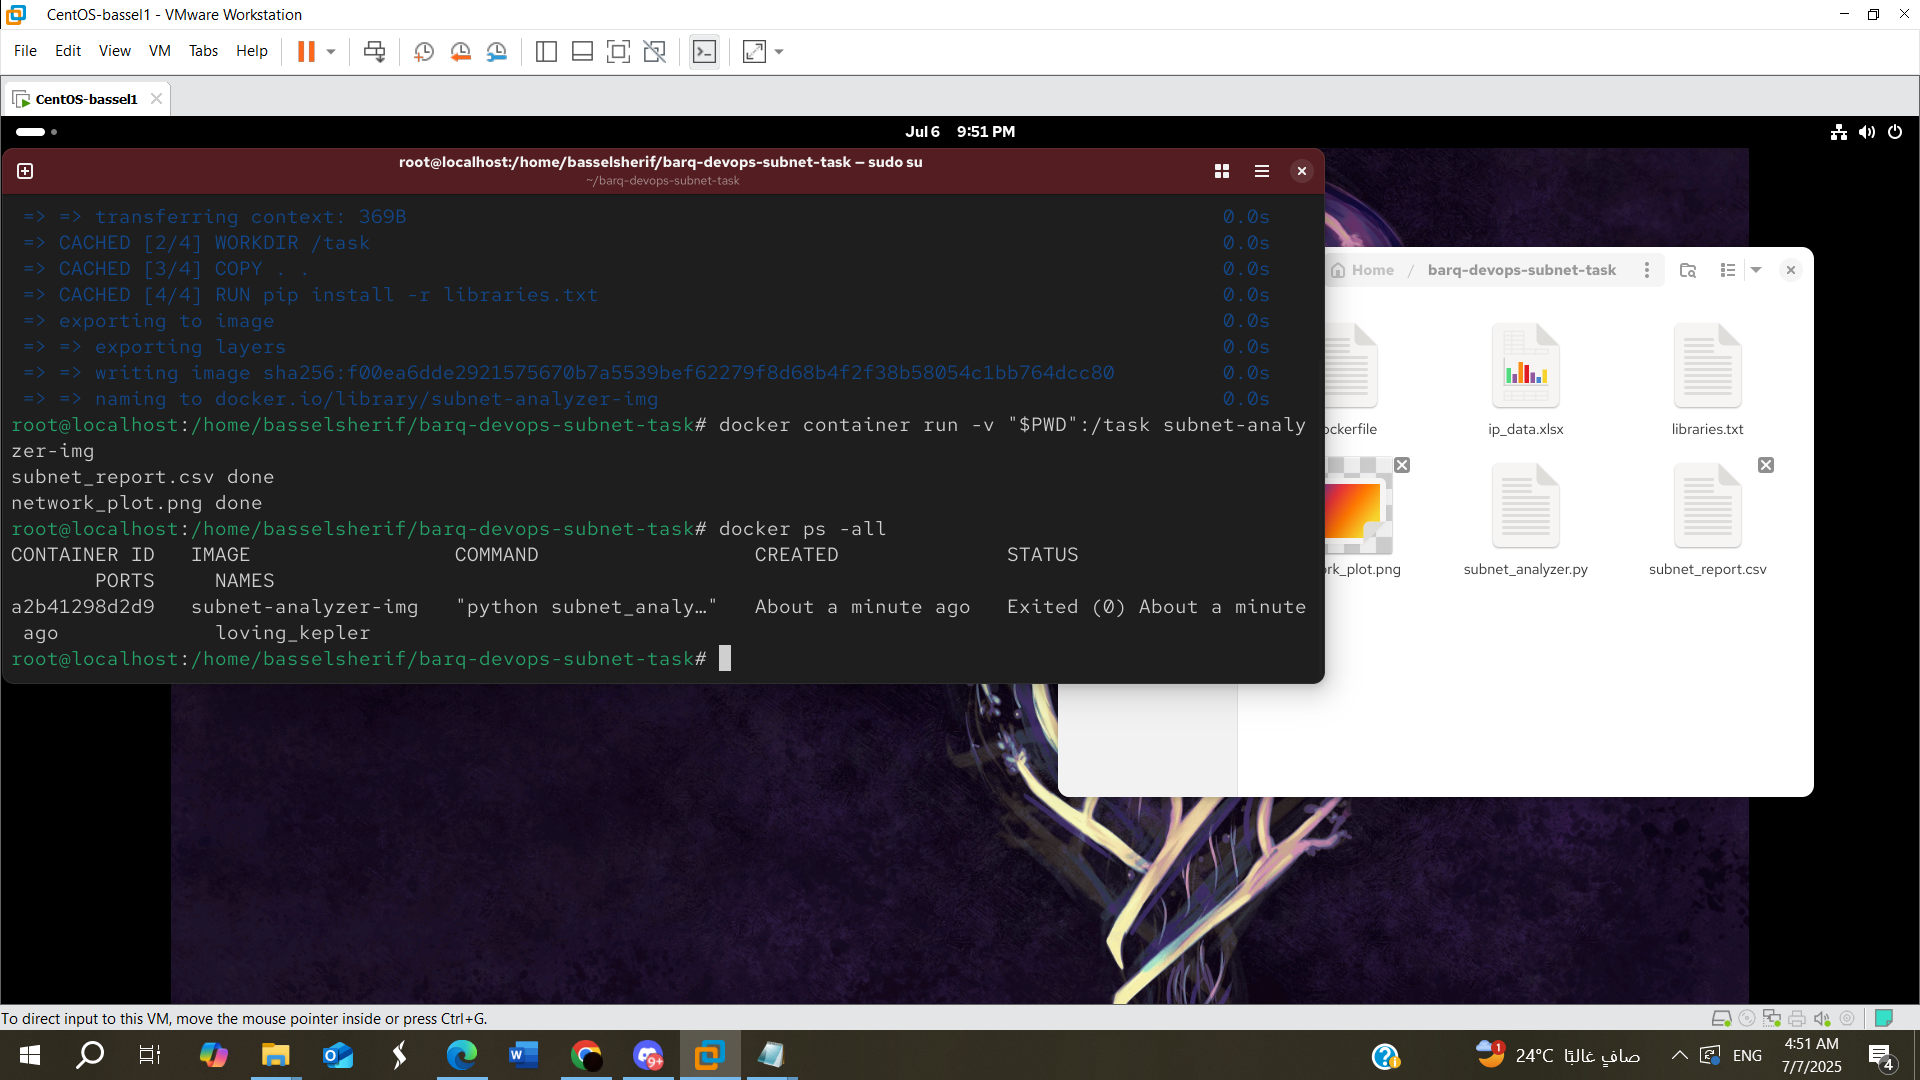 CentOS-bassel1 - VMware Workstation
File Edit View VM Tabs Help
CentOS-bassel1
Jul 6 9:51 PM
root@localhost:/home/basselsherif/barq-devops-subnet-task — sudo su
~/barq-devops-subnet-task
=> => transferring context: 369B 0.0s
=> CACHED [2/4] WORKDIR /task 0.0s
=> CACHED [3/4] COPY . . 0.0s
=> CACHED [4/4] RUN pip install -r libraries.txt 0.0s
=> exporting to image 0.0s
=> => exporting layers 0.0s
=> => writing image sha256:f00ea6dde2921575670b7a5539bef62279f8d68b4f2f38b58054c1bb764dcc80 0.0s
=> => naming to docker.io/library/subnet-analyzer-img 0.0s
root@localhost:/home/basselsherif/barq-devops-subnet-task# docker container run -v "$PWD":/task subnet-analy
zer-img
subnet_report.csv done
network_plot.png done
root@localhost:/home/basselsherif/barq-devops-subnet-task# docker ps -all
CONTAINER ID IMAGE COMMAND CREATED STATUS
PORTS NAMES
a2b41298d2d9 subnet-analyzer-img "python subnet_analy…" About a minute ago Exited (0) About a minute
ago loving_kepler
root@localhost:/home/basselsherif/barq-devops-subnet-task#
Home / barq-devops-subnet-task
ockerfile ip_data.xlsx libraries.txt
rk_plot.png subnet_analyzer.py subnet_report.csv
To direct input to this VM, move the mouse pointer inside or press Ctrl+G.
9+
1
24°C صافٍ غالبًا
ENG
4:51 AM
7/7/2025
4